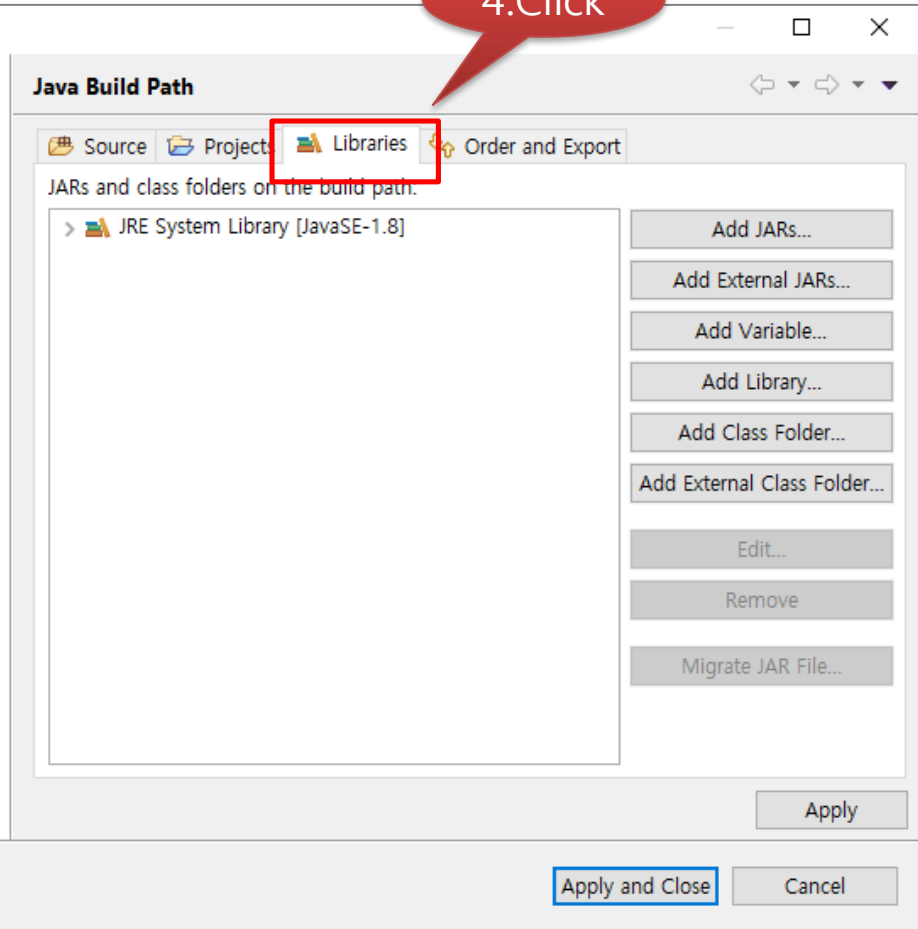 4.Click
Java Build Path
Source Projects Libraries Order and Export
JARs and class folders on the build path:
JRE System Library [JavaSE-1.8]
Add JARs...
Add External JARs...
Add Variable...
Add Library...
Add Class Folder...
Add External Class Folder...
Edit...
Remove
Migrate JAR File...
Apply
Apply and Close Cancel